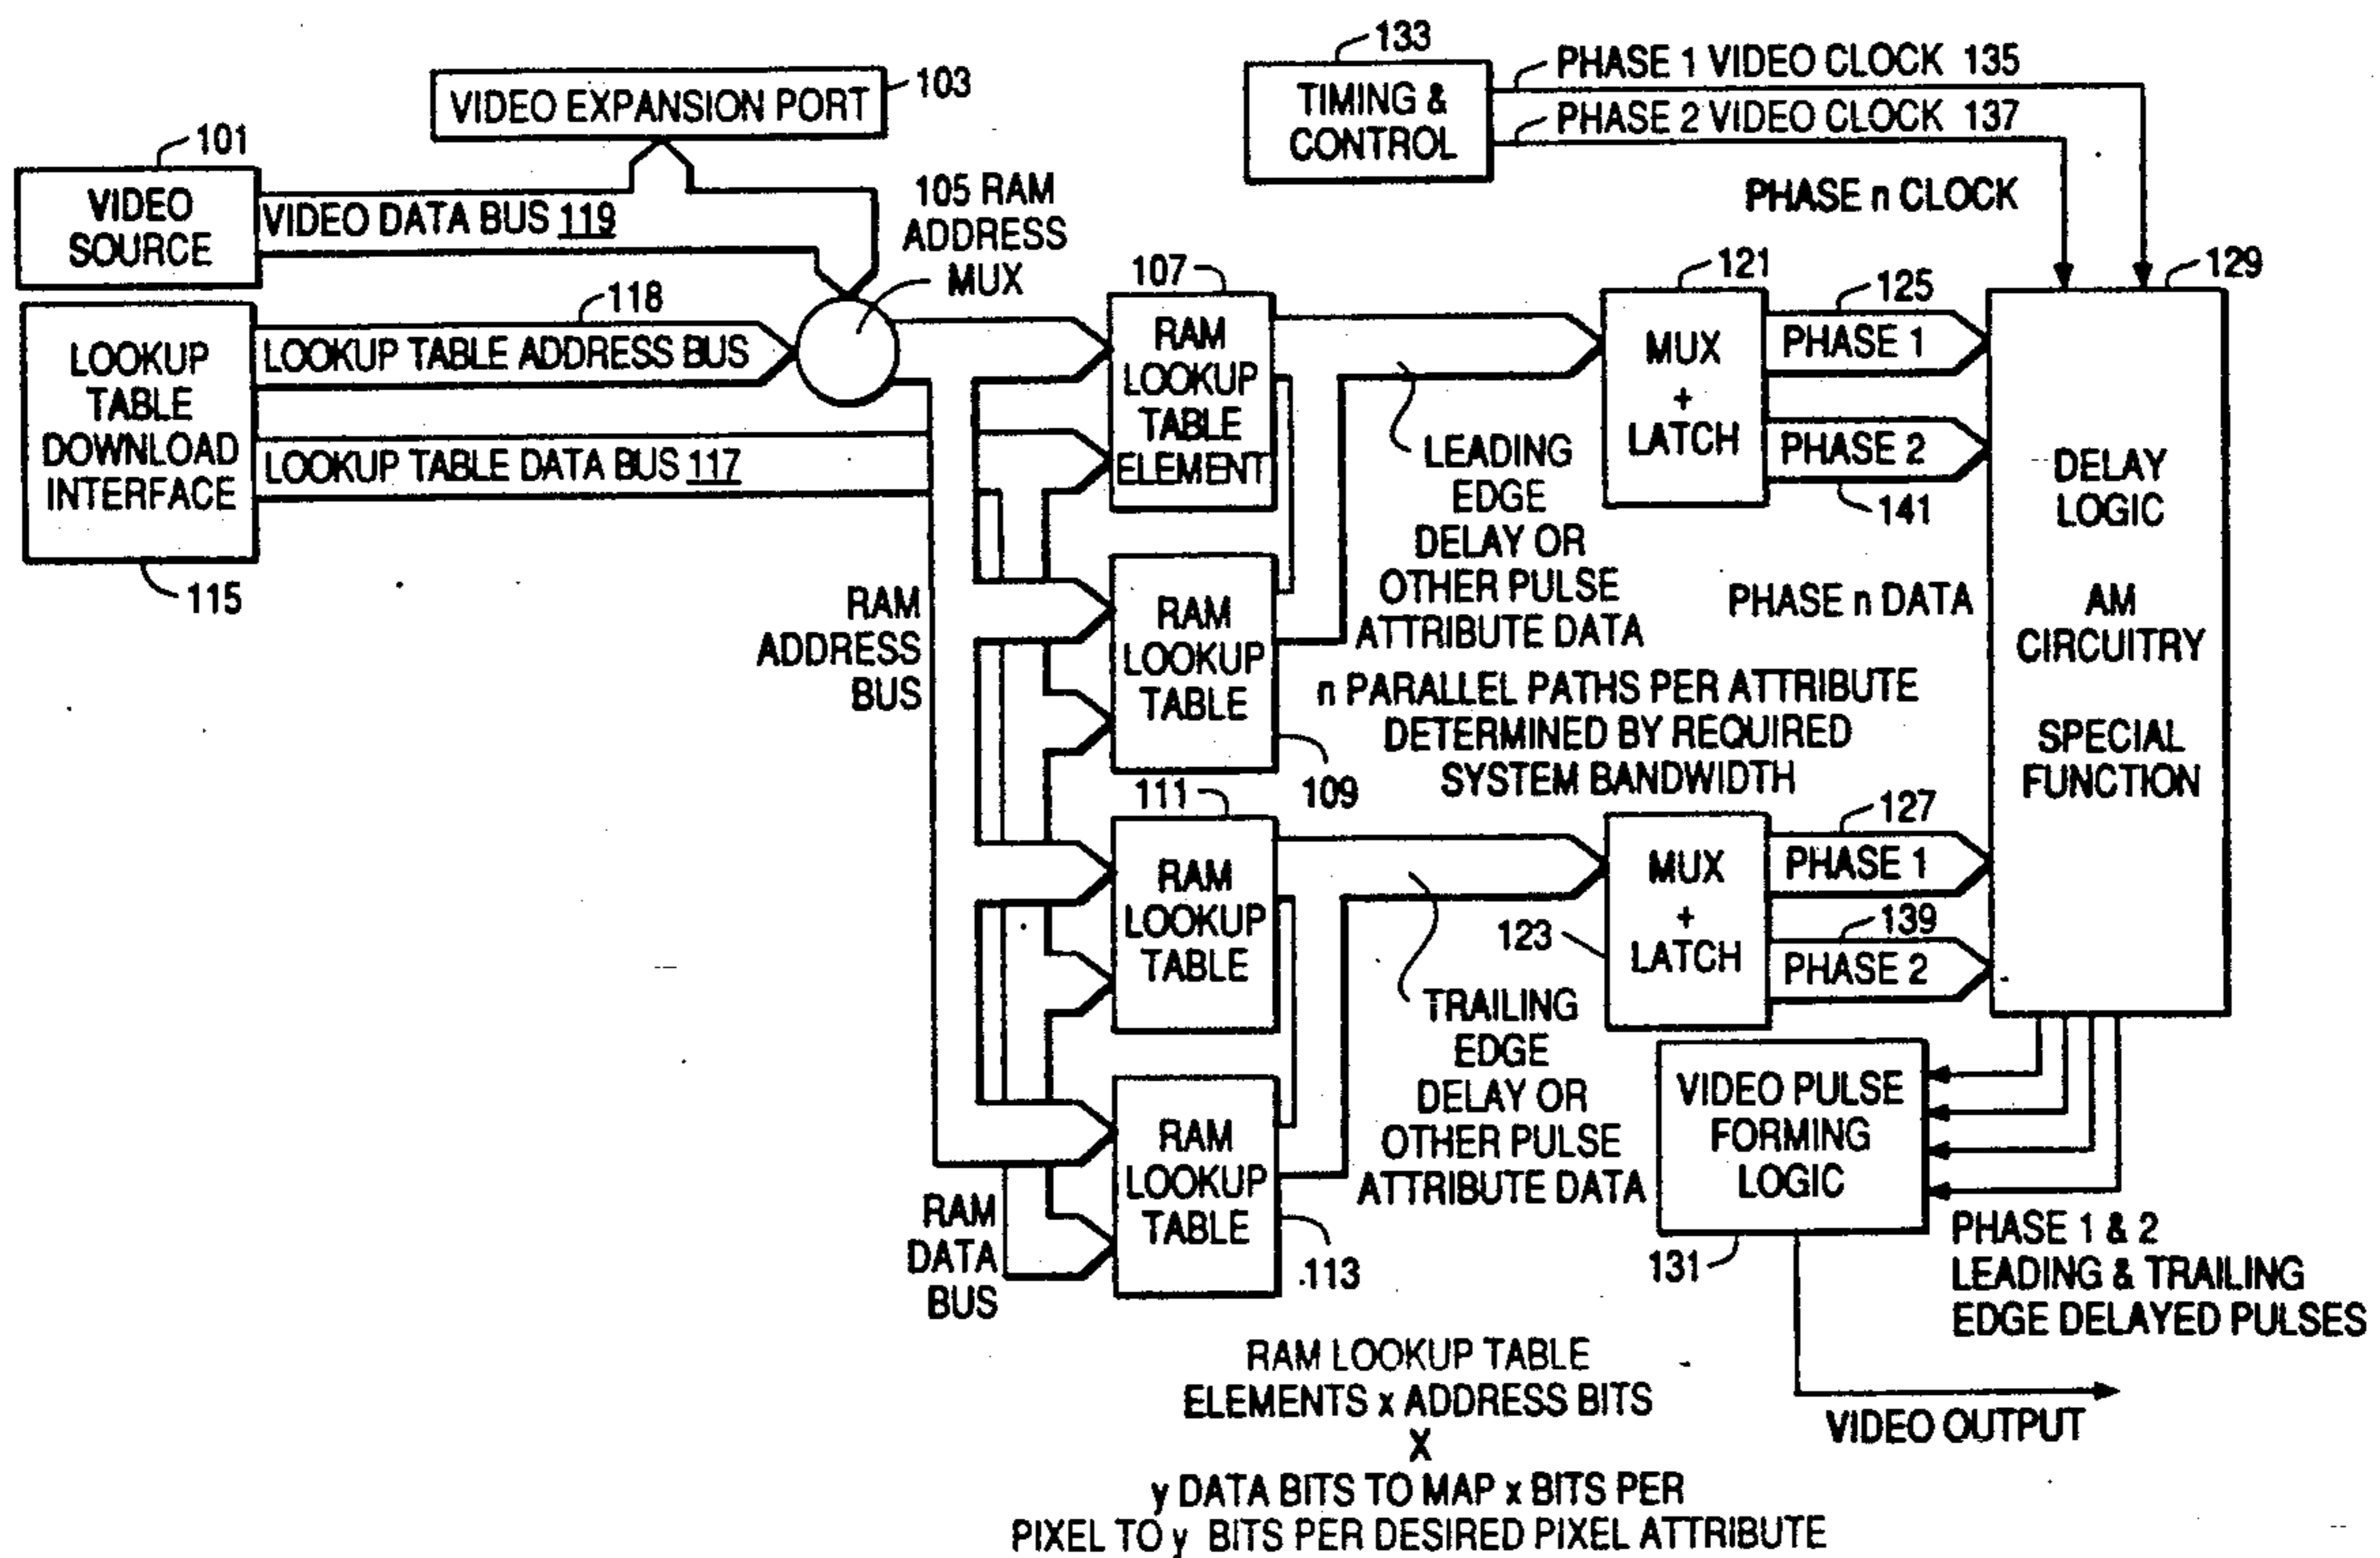 133
PHASE 1 VIDEO CLOCK 135
PHASE 2 VIDEO CLOCK 137
TIMING &
CONTROL
PHASE n CLOCK
VIDEO EXPANSION PORT
103
101
VIDEO
SOURCE
VIDEO DATA BUS 119
105 RAM
ADDRESS
MUX
118
LOOKUP TABLE ADDRESS BUS
LOOKUP
TABLE
DOWNLOAD
INTERFACE
LOOKUP TABLE DATA BUS 117
115
107
RAM
LOOKUP
TABLE
ELEMENT
121
MUX
+
LATCH
125
PHASE 1
PHASE 2
141
129
DELAY
LOGIC
AM
CIRCUITRY
SPECIAL
FUNCTION
LEADING
EDGE
DELAY OR
OTHER PULSE
ATTRIBUTE DATA
PHASE n DATA
RAM
ADDRESS
BUS
RAM
LOOKUP
TABLE
109
n PARALLEL PATHS PER ATTRIBUTE
DETERMINED BY REQUIRED
SYSTEM BANDWIDTH
111
RAM
LOOKUP
TABLE
123
MUX
+
LATCH
127
PHASE 1
139
PHASE 2
TRAILING
EDGE
DELAY OR
OTHER PULSE
ATTRIBUTE DATA
RAM
LOOKUP
TABLE
113
RAM
DATA
BUS
VIDEO PULSE
FORMING
LOGIC
131
PHASE 1 & 2
LEADING & TRAILING
EDGE DELAYED PULSES
VIDEO OUTPUT
RAM LOOKUP TABLE
ELEMENTS x ADDRESS BITS
X
y DATA BITS TO MAP x BITS PER
PIXEL TO y BITS PER DESIRED PIXEL ATTRIBUTE